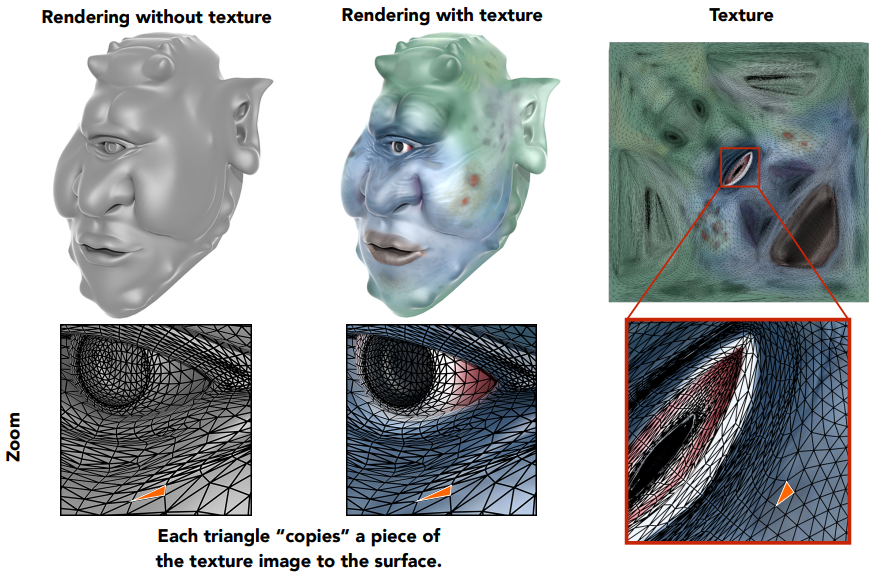 Rendering without texture
Rendering with texture
Texture
Zoom
Each triangle “copies” a piece of
the texture image to the surface.